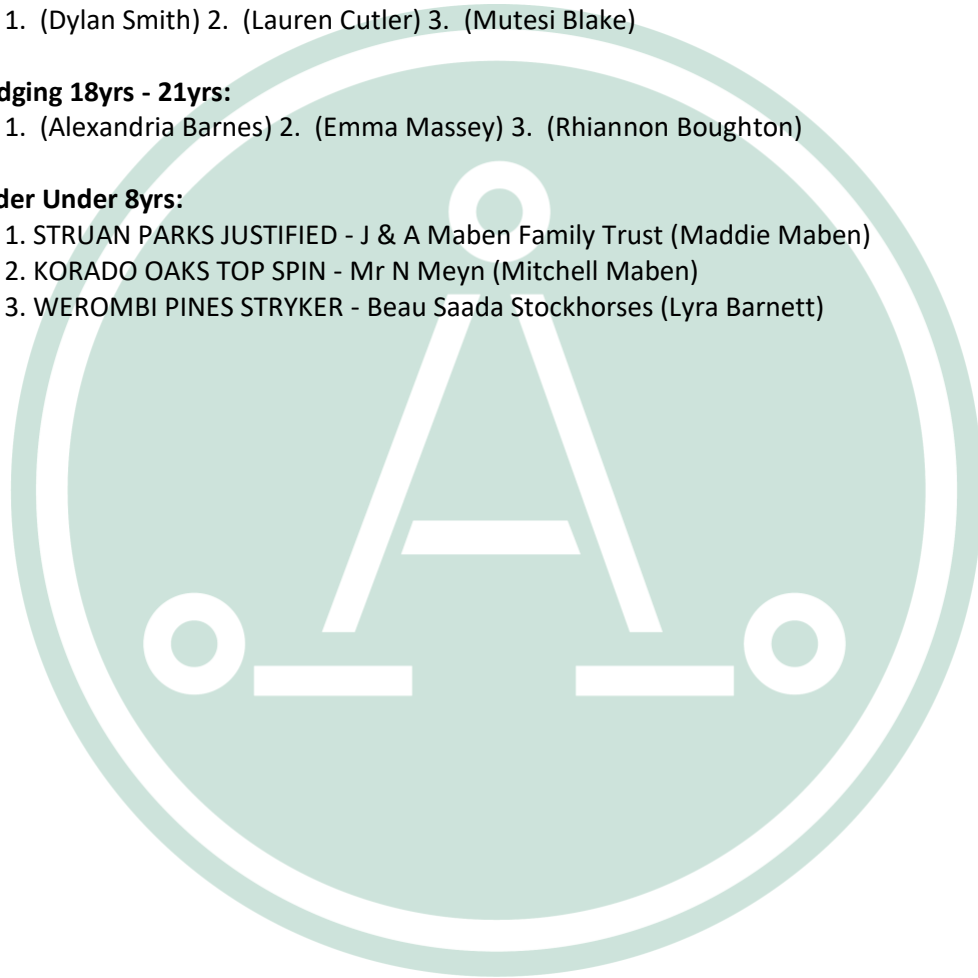 1. (Dylan Smith) 2. (Lauren Cutler) 3. (Mutesi Blake)
dging 18yrs - 21yrs:
1. (Alexandria Barnes) 2. (Emma Massey) 3. (Rhiannon Boughton)
der Under 8yrs:
1. STRUAN PARKS JUSTIFIED - J & A Maben Family Trust (Maddie Maben)
2. KORADO OAKS TOP SPIN - Mr N Meyn (Mitchell Maben)
3. WEROMBI PINES STRYKER - Beau Saada Stockhorses (Lyra Barnett)